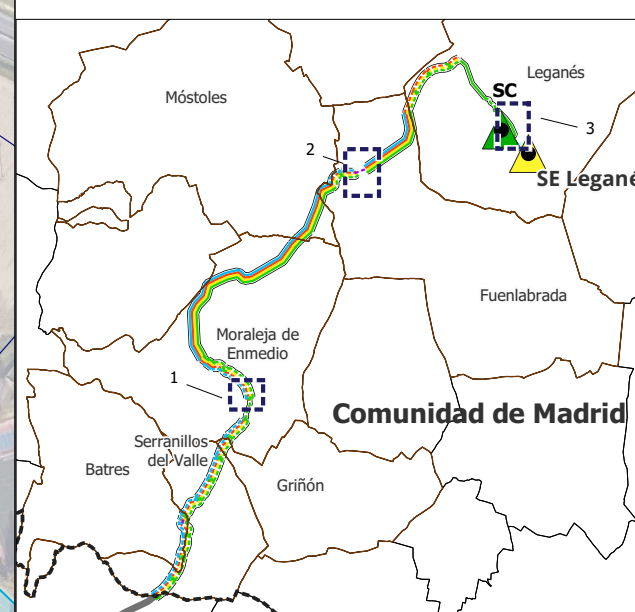 Leganés
Móstoles
SC
3
2
SE Legané
Fuenlabrada
Moraleja de
Enmedio
1
Comunidad de Madrid
Serranillos
del Valle
Batres
Griñón